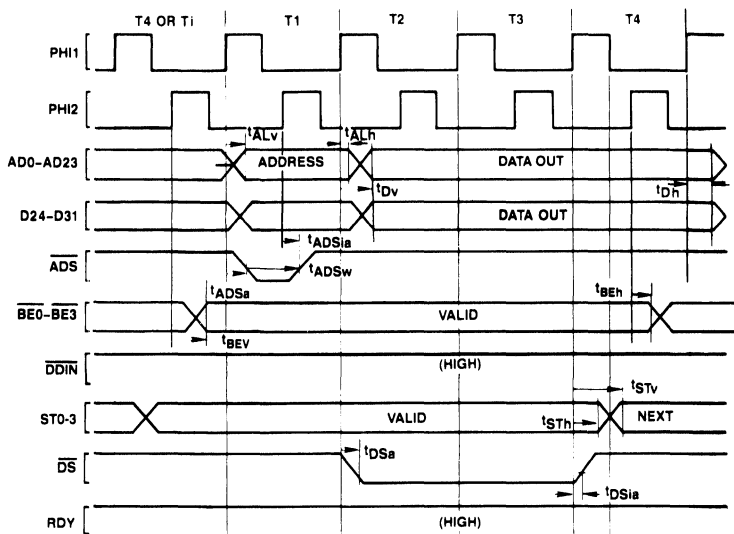 T4 OR Ti T1 T2 T3 T4
PHI1
PHI2
tALv tALh
AD0-AD23 ADDRESS DATA OUT
tDv tDh
D24-D31 DATA OUT
tADSia
ADS
tADSw
tADSa tBEh
BE0-BE3 VALID
tBEV
DDIN (HIGH)
tSTv
ST0-3 VALID tSTh NEXT
tDSa
DS
tDSia
RDY (HIGH)